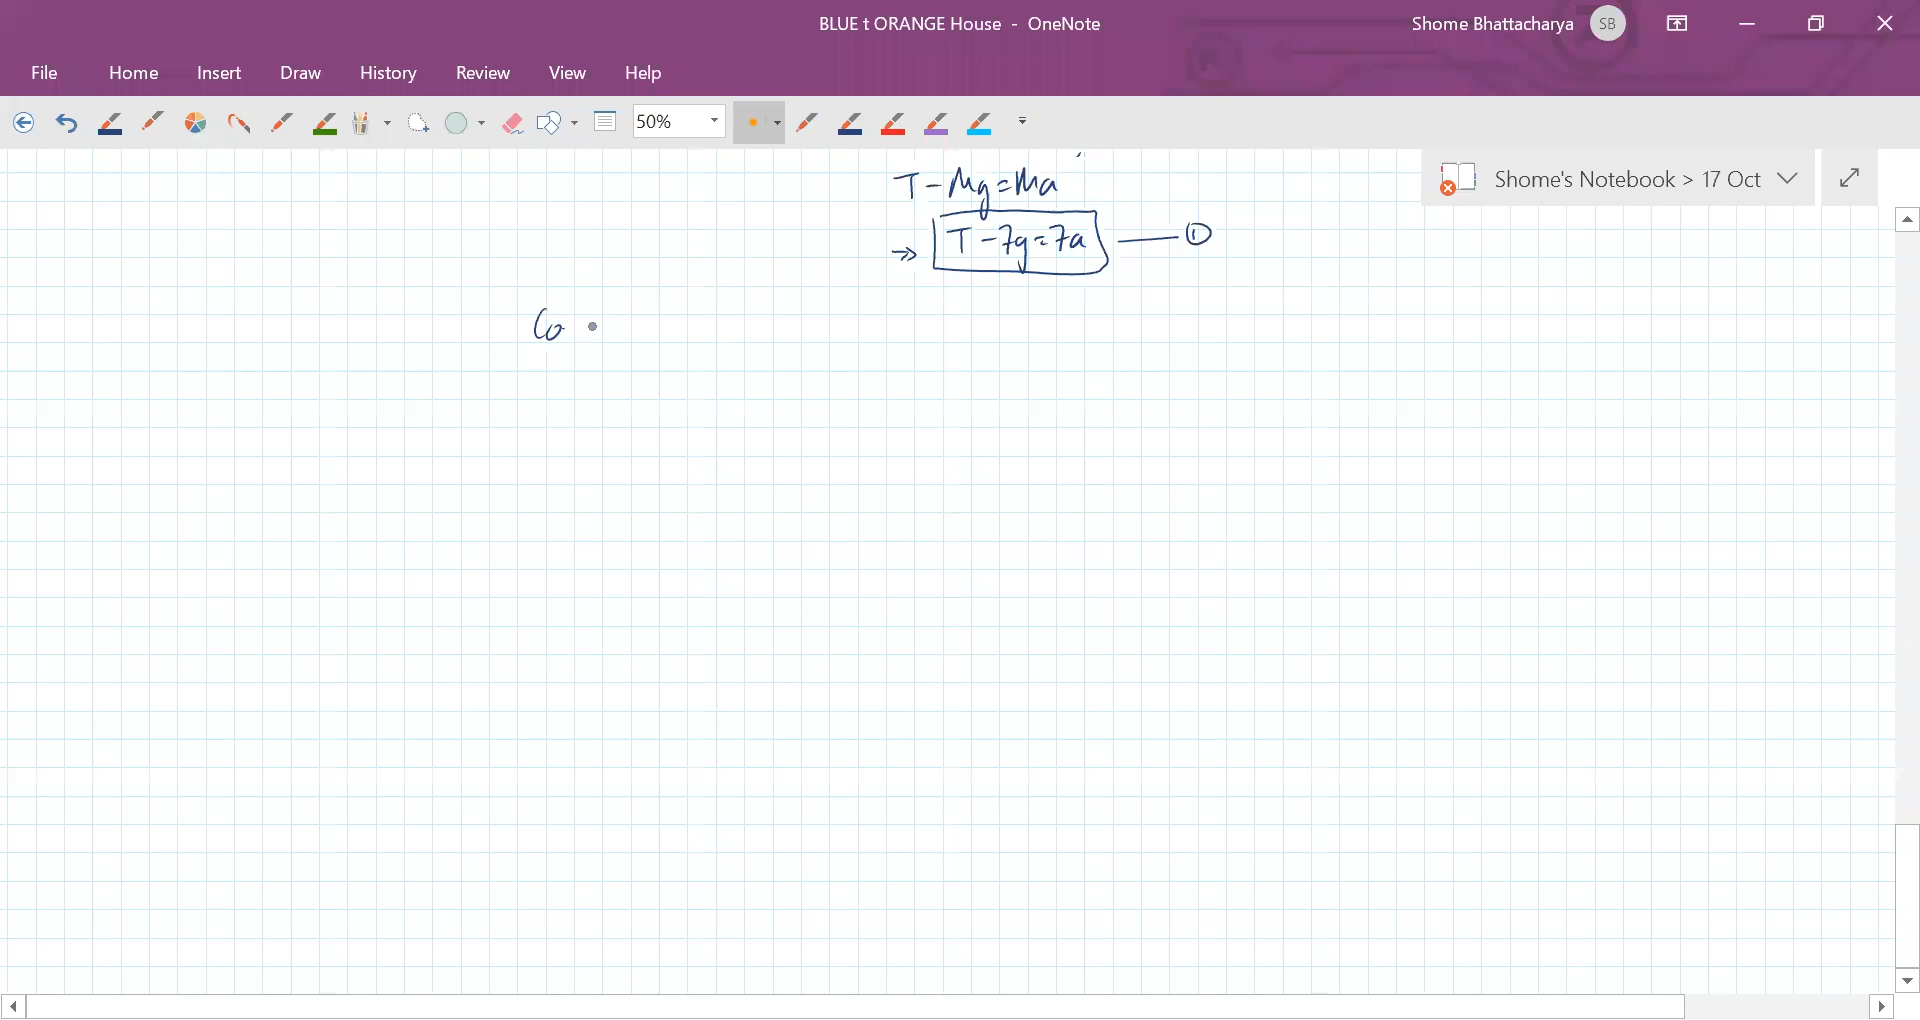 BLUE t ORANGE House - OneNote
Shome Bhattacharya SB
File Home Insert Draw History Review View Help
50%
Shome's Notebook > 17 Oct
T - Mg = Ma
⇒ T - 7g = 7a — ①
Co